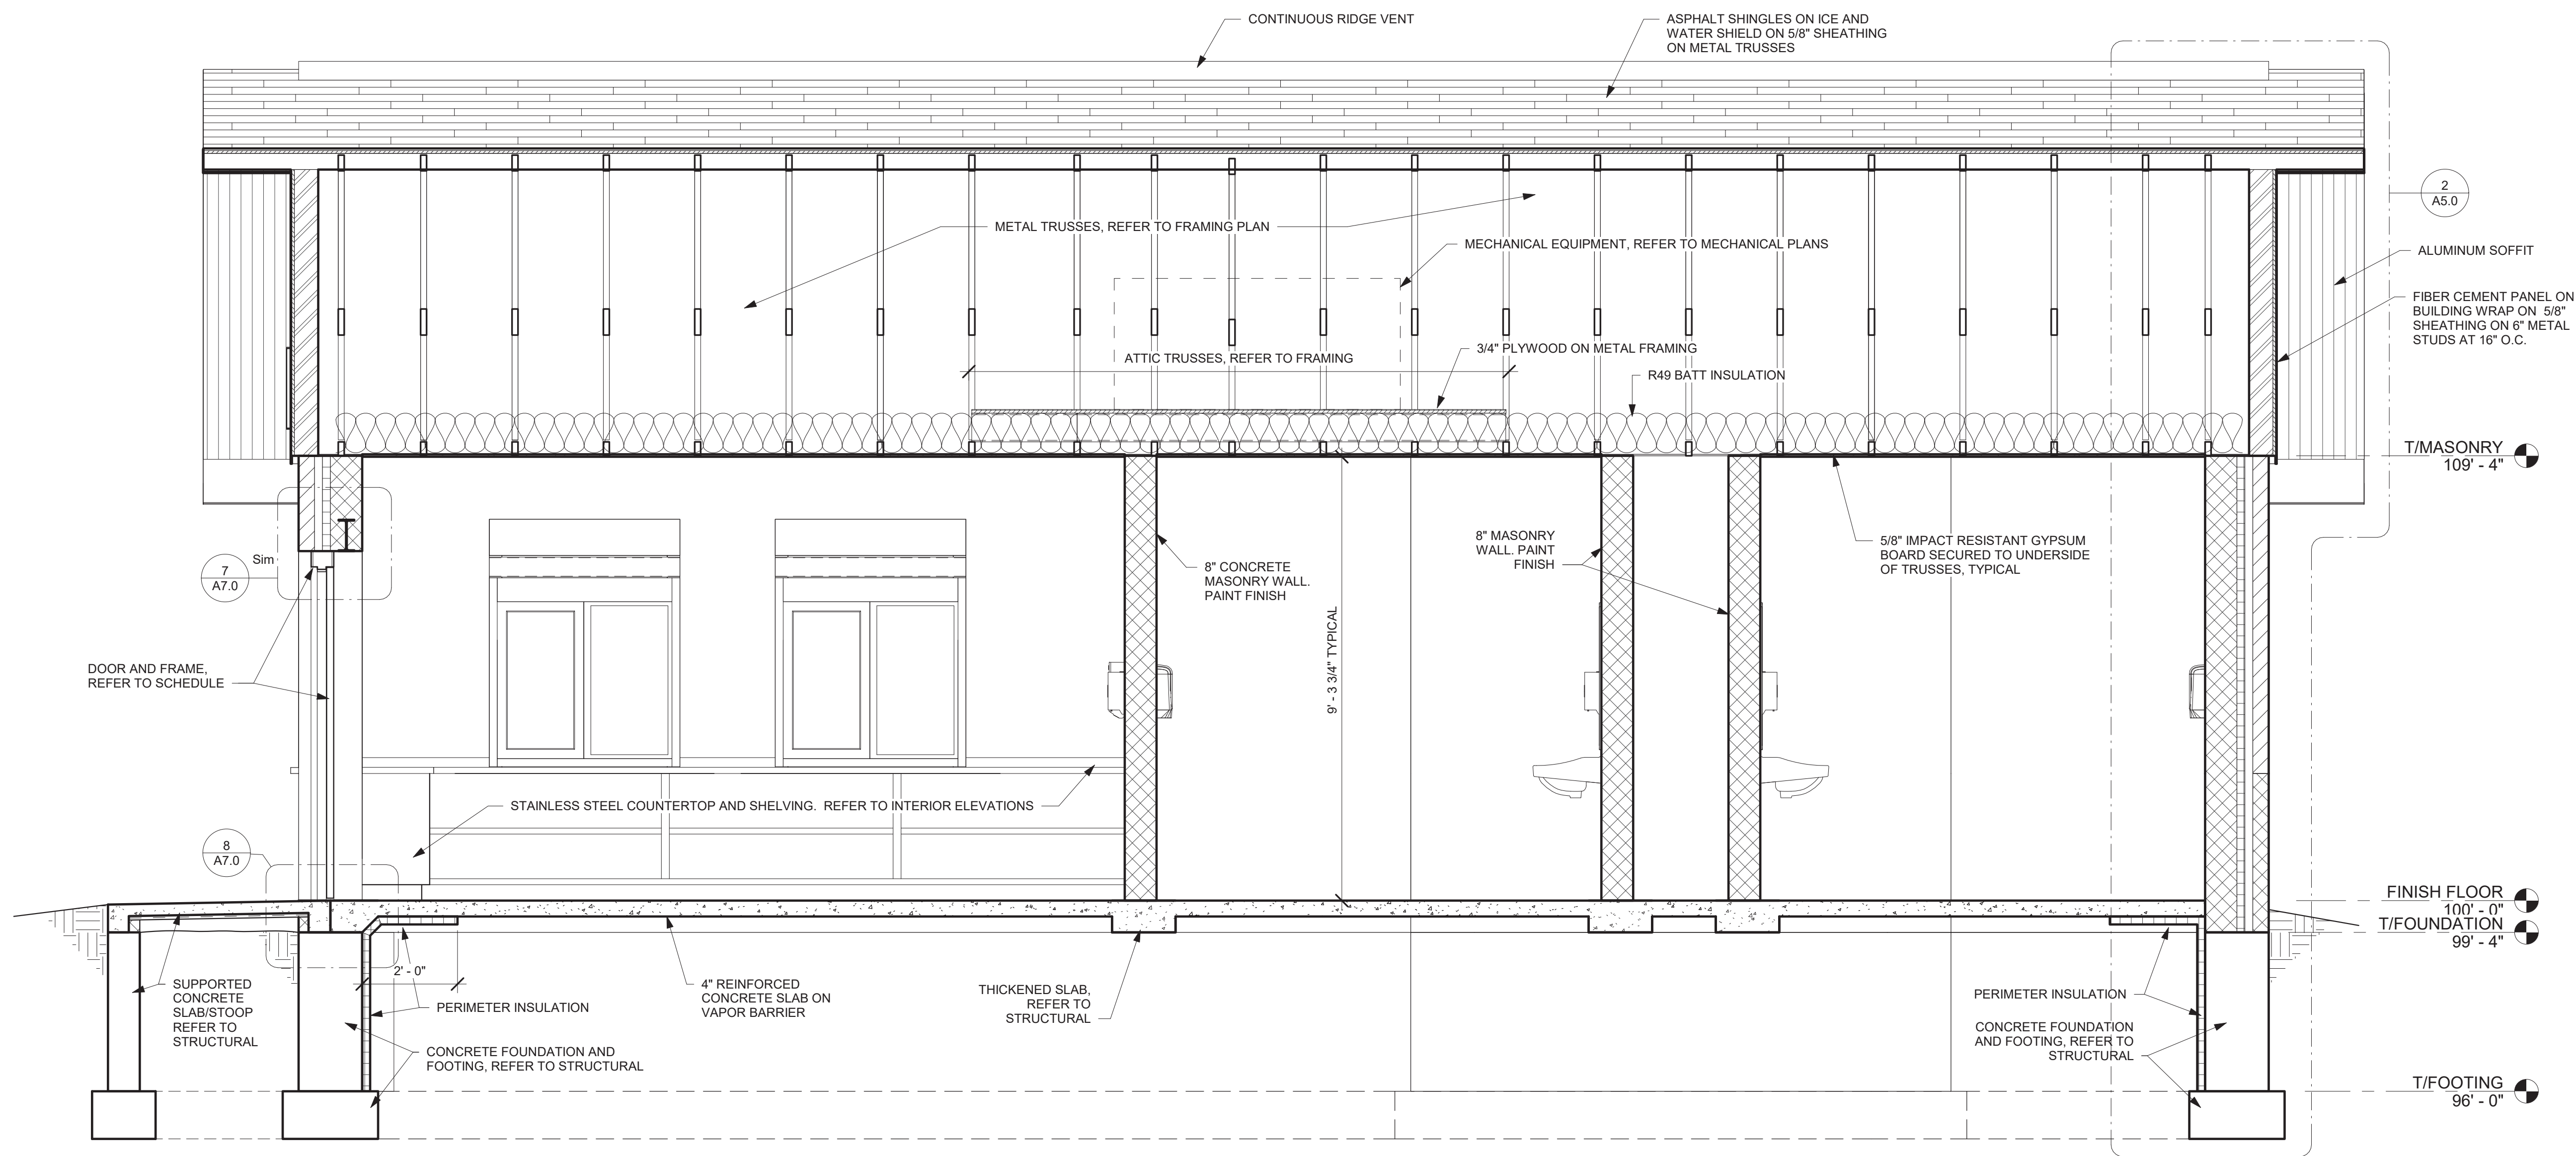 CONTINUOUS RIDGE VENT
ASPHALT SHINGLES ON ICE AND
WATER SHIELD ON 5/8" SHEATHING
ON METAL TRUSSES
2
A5.0
METAL TRUSSES, REFER TO FRAMING PLAN
MECHANICAL EQUIPMENT, REFER TO MECHANICAL PLANS
ALUMINUM SOFFIT
FIBER CEMENT PANEL ON
BUILDING WRAP ON 5/8"
SHEATHING ON 6" METAL
STUDS AT 16" O.C.
ATTIC TRUSSES, REFER TO FRAMING
3/4" PLYWOOD ON METAL FRAMING
R49 BATT INSULATION
T/MASONRY
109' - 4"
7
A7.0
Sim
8" CONCRETE
MASONRY WALL.
PAINT FINISH
8" MASONRY
WALL. PAINT
FINISH
5/8" IMPACT RESISTANT GYPSUM
BOARD SECURED TO UNDERSIDE
OF TRUSSES, TYPICAL
9' - 3 3/4" TYPICAL
DOOR AND FRAME,
REFER TO SCHEDULE
STAINLESS STEEL COUNTERTOP AND SHELVING. REFER TO INTERIOR ELEVATIONS
8
A7.0
FINISH FLOOR
100' - 0"
T/FOUNDATION
99' - 4"
2' - 0"
SUPPORTED
CONCRETE
SLAB/STOOP
REFER TO
STRUCTURAL
PERIMETER INSULATION
4" REINFORCED
CONCRETE SLAB ON
VAPOR BARRIER
THICKENED SLAB,
REFER TO
STRUCTURAL
PERIMETER INSULATION
CONCRETE FOUNDATION AND
FOOTING, REFER TO STRUCTURAL
CONCRETE FOUNDATION
AND FOOTING, REFER TO
STRUCTURAL
T/FOOTING
96' - 0"